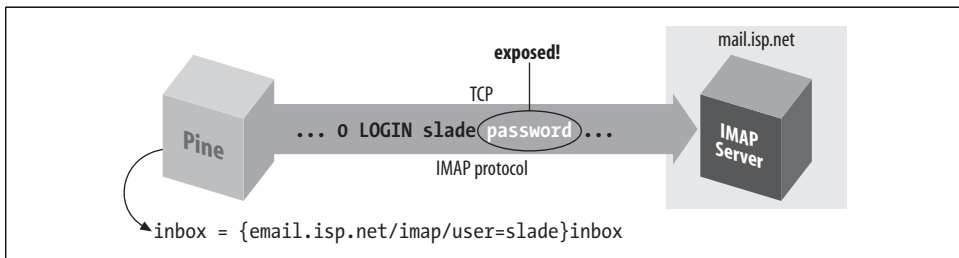 mail.isp.net
exposed!
TCP
Pine
... 0 LOGIN slade password ...
IMAP Server
IMAP protocol
inbox = {email.isp.net/imap/user=slade}inbox